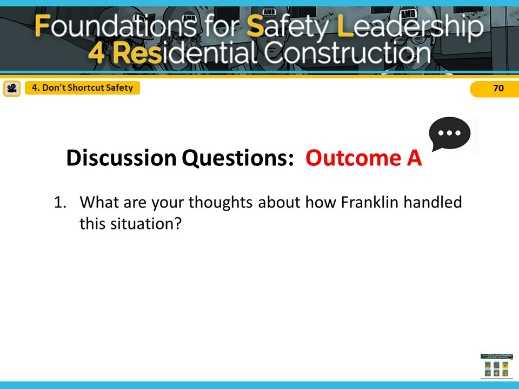 Foundations for Safety Leadership
4 Residential Construction
4. Don't Shortcut Safety
70
Discussion Questions: Outcome A
1. What are your thoughts about how Franklin handled
this situation?